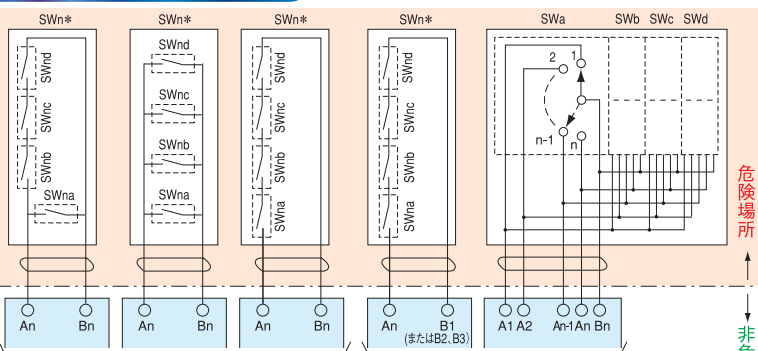 SWn* SWn* SWn* SWn* SWa SWb SWc SWd
SWnd
SWnc
SWnb
SWna
SWnd
SWnc
SWnb
SWna
SWnd
SWnc
SWnb
SWna
SWnd
SWnc
SWnb
SWna
2 1
n-1 n
危険場所
An Bn
An Bn
An Bn
An B1
(またはB2、B3)
A1 A2 An-1 An Bn
非